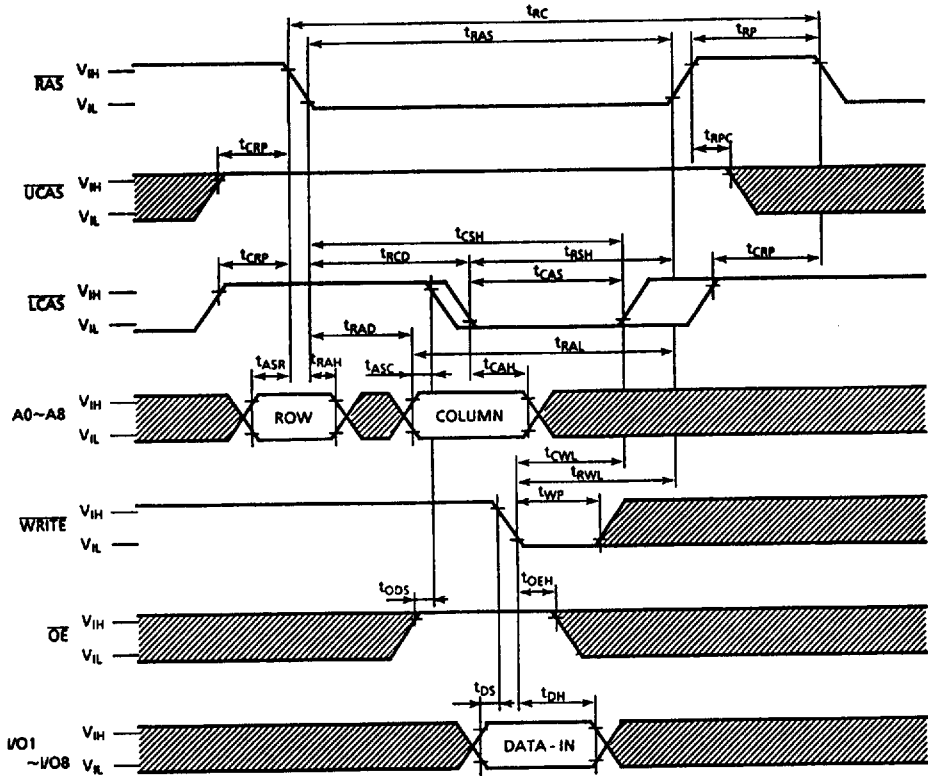 tRC
tRAS
tRP
RAS
VIH
VIL
tCRP
tRPC
UCAS
VIH
VIL
tCSH
tRCD
tRSH
tCRP
tCAS
tCRP
LCAS
VIH
VIL
tRAD
tRAL
tASR
tRAH
tASC
tCAH
A0~A8
VIH
VIL
ROW
COLUMN
tCWL
tRWL
tWP
WRITE
VIH
VIL
tODS
tOEH
OE
VIH
VIL
tDS
tDH
I/O1
~I/O8
VIH
VIL
DATA - IN